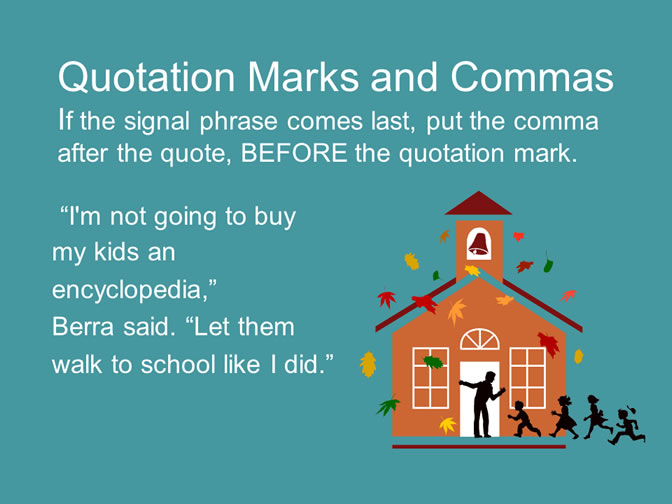 Quotation Marks and Commas
If the signal phrase comes last, put the comma
after the quote, BEFORE the quotation mark.
“I'm not going to buy
my kids an
encyclopedia,”
Berra said. “Let them
walk to school like I did.”